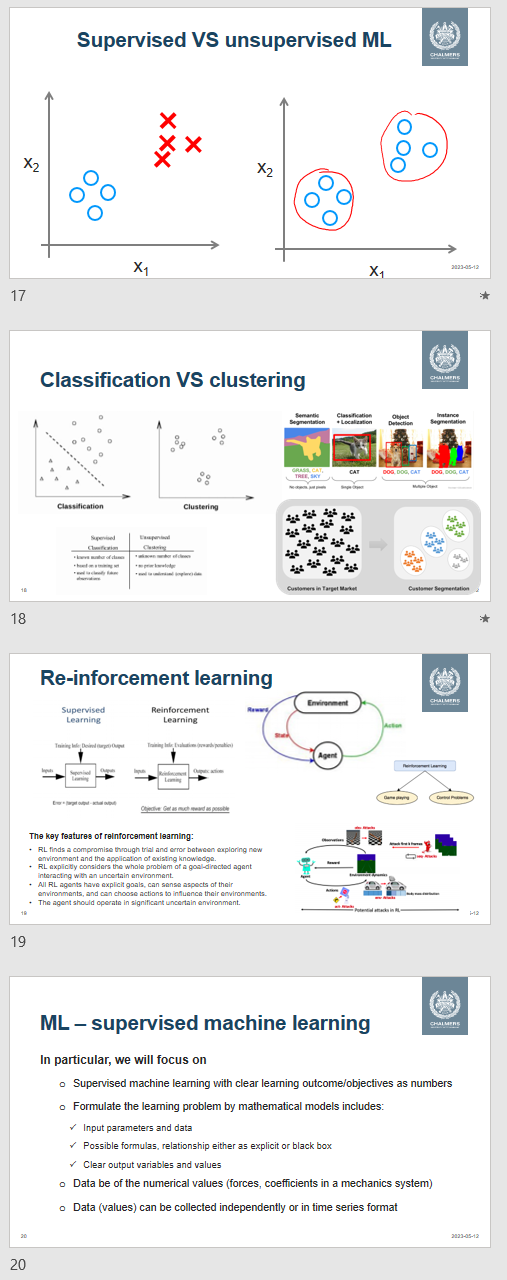 Supervised VS unsupervised ML
CHALMERS
x2
x1
x2
x1
2023-05-12
17
Classification VS clustering
CHALMERS
Classification
Clustering
Supervised
Unsupervised
Classification
Clustering
• known number of classes
• unknown number of classes
• based on a training set
• no prior knowledge
• used to classify future observations
• used to understand (explore) data
Semantic Segmentation
Classification + Localization
Object Detection
Instance Segmentation
GRASS, CAT, TREE, SKY
CAT
DOG, DOG, CAT
DOG, DOG, CAT
No objects, just pixels
Single Object
Multiple Object
Customers in Target Market
Customer Segmentation
18
18
Re-inforcement learning
CHALMERS
Supervised Learning
Reinforcement Learning
Training Info: Desired (target) Output
Training Info: Evaluations (rewards/penalties)
Inputs
Supervised Learning
Outputs
Inputs
Reinforcement Learning
Outputs: actions
Error = (target output - actual output)
Objective: Get as much reward as possible
Environment
Reward
State
Action
Agent
Reinforcement Learning
Game playing
Control Problems
The key features of reinforcement learning:
• RL finds a compromise through trial and error between exploring new
environment and the application of existing knowledge.
• RL explicitly considers the whole problem of a goal-directed agent
interacting with an uncertain environment.
• All RL agents have explicit goals, can sense aspects of their
environments, and can choose actions to influence their environments.
• The agent should operate in significant uncertain environment.
Observations
Reward
Agent
Actions
Environment dynamics
Potential attacks in RL
19
-12
19
ML – supervised machine learning
CHALMERS
In particular, we will focus on
o Supervised machine learning with clear learning outcome/objectives as numbers
o Formulate the learning problem by mathematical models includes:
✓ Input parameters and data
✓ Possible formulas, relationship either as explicit or black box
✓ Clear output variables and values
o Data be of the numerical values (forces, coefficients in a mechanics system)
o Data (values) can be collected independently or in time series format
20
2023-05-12
20